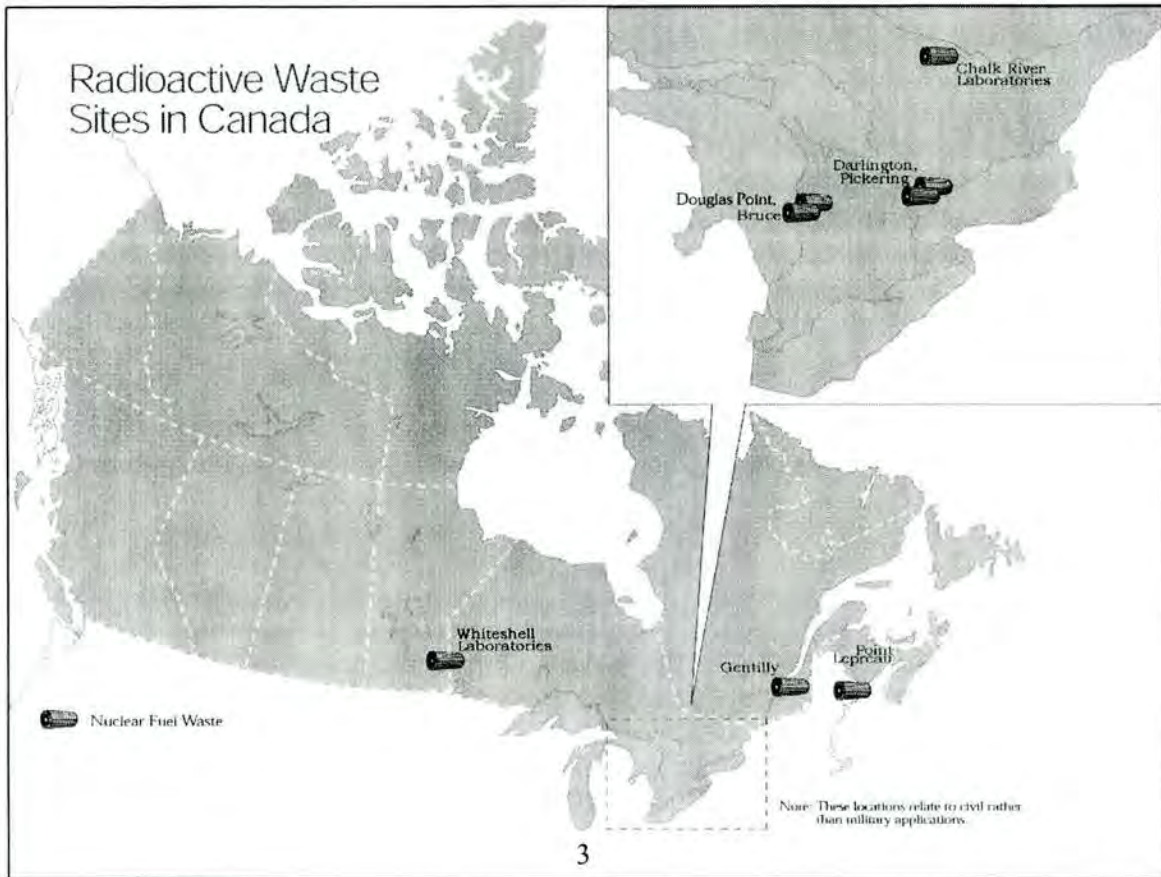 Radioactive Waste
Sites in Canada
Chalk River
Laboratories
Darlington,
Pickering
Douglas Point,
Bruce
Whiteshell
Laboratories
Gentilly
Point
Lepreau
Nuclear Fuel Waste
Note: These locations relate to civil rather
than military applications.
3